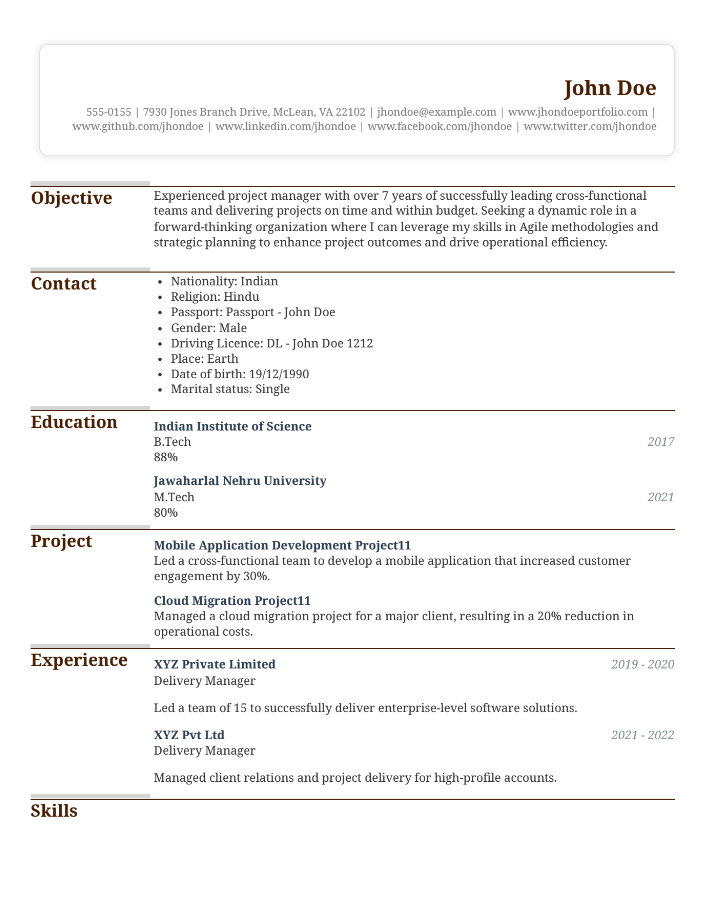 John Doe
555-0155 | 7930 Jones Branch Drive, McLean, VA 22102 | jhondoe@example.com | www.jhondoeportfolio.com |
www.github.com/jhondoe | www.linkedin.com/jhondoe | www.facebook.com/jhondoe | www.twitter.com/jhondoe
Objective
Experienced project manager with over 7 years of successfully leading cross-functional
teams and delivering projects on time and within budget. Seeking a dynamic role in a
forward-thinking organization where I can leverage my skills in Agile methodologies and
strategic planning to enhance project outcomes and drive operational efficiency.
Contact
• Nationality: Indian
• Religion: Hindu
• Passport: Passport - John Doe
• Gender: Male
• Driving Licence: DL - John Doe 1212
• Place: Earth
• Date of birth: 19/12/1990
• Marital status: Single
Education
Indian Institute of Science
B.Tech 2017
88%
Jawaharlal Nehru University
M.Tech 2021
80%
Project
Mobile Application Development Project11
Led a cross-functional team to develop a mobile application that increased customer
engagement by 30%.
Cloud Migration Project11
Managed a cloud migration project for a major client, resulting in a 20% reduction in
operational costs.
Experience
XYZ Private Limited 2019 - 2020
Delivery Manager
Led a team of 15 to successfully deliver enterprise-level software solutions.
XYZ Pvt Ltd 2021 - 2022
Delivery Manager
Managed client relations and project delivery for high-profile accounts.
Skills